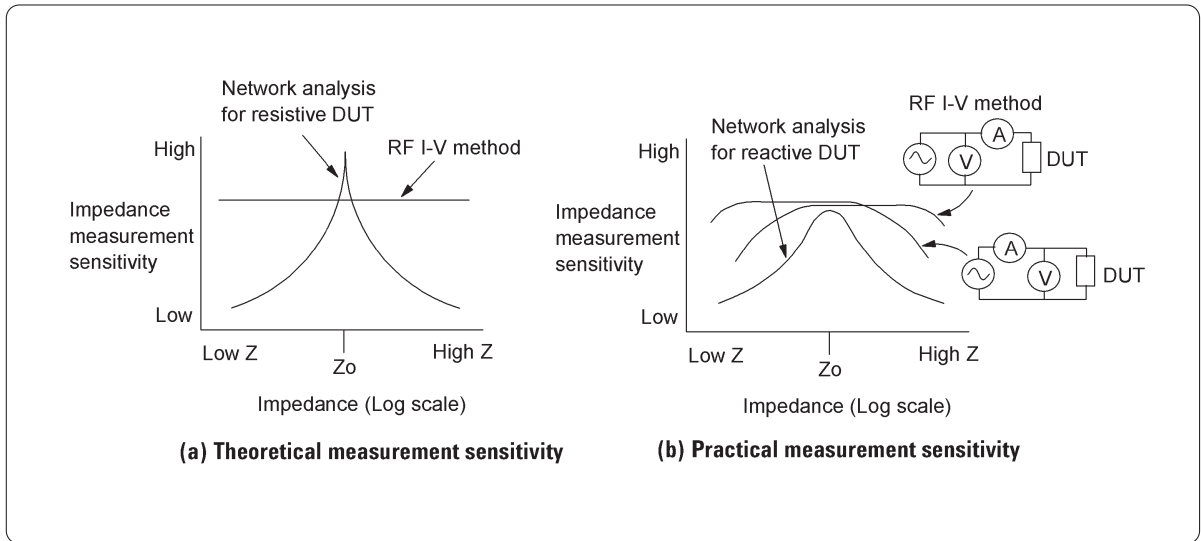 Network analysis
for resistive DUT
RF I-V method
High
Impedance
measurement
sensitivity
Low
Low Z
Zo
High Z
Impedance (Log scale)
(a) Theoretical measurement sensitivity
RF I-V method
A
V
DUT
Network analysis
for reactive DUT
High
Impedance
measurement
sensitivity
A
V
DUT
Low
Low Z
Zo
High Z
Impedance (Log scale)
(b) Practical measurement sensitivity